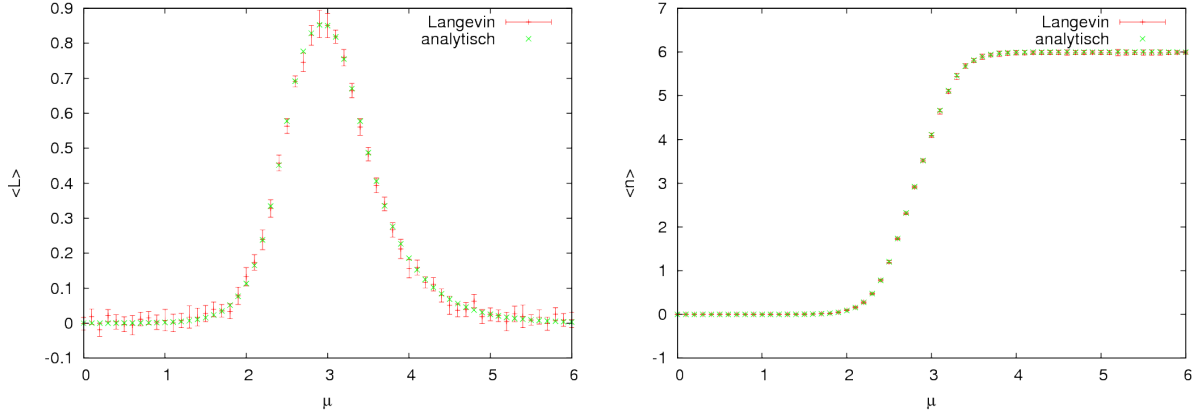 0.9
0.8
0.7
0.6
0.5
0.4
0.3
0.2
0.1
0
-0.1
<L>
Langevin
analytisch
0 1 2 3 4 5 6
μ
7
6
5
4
3
2
1
0
-1
<n>
Langevin
analytisch
0 1 2 3 4 5 6
μ